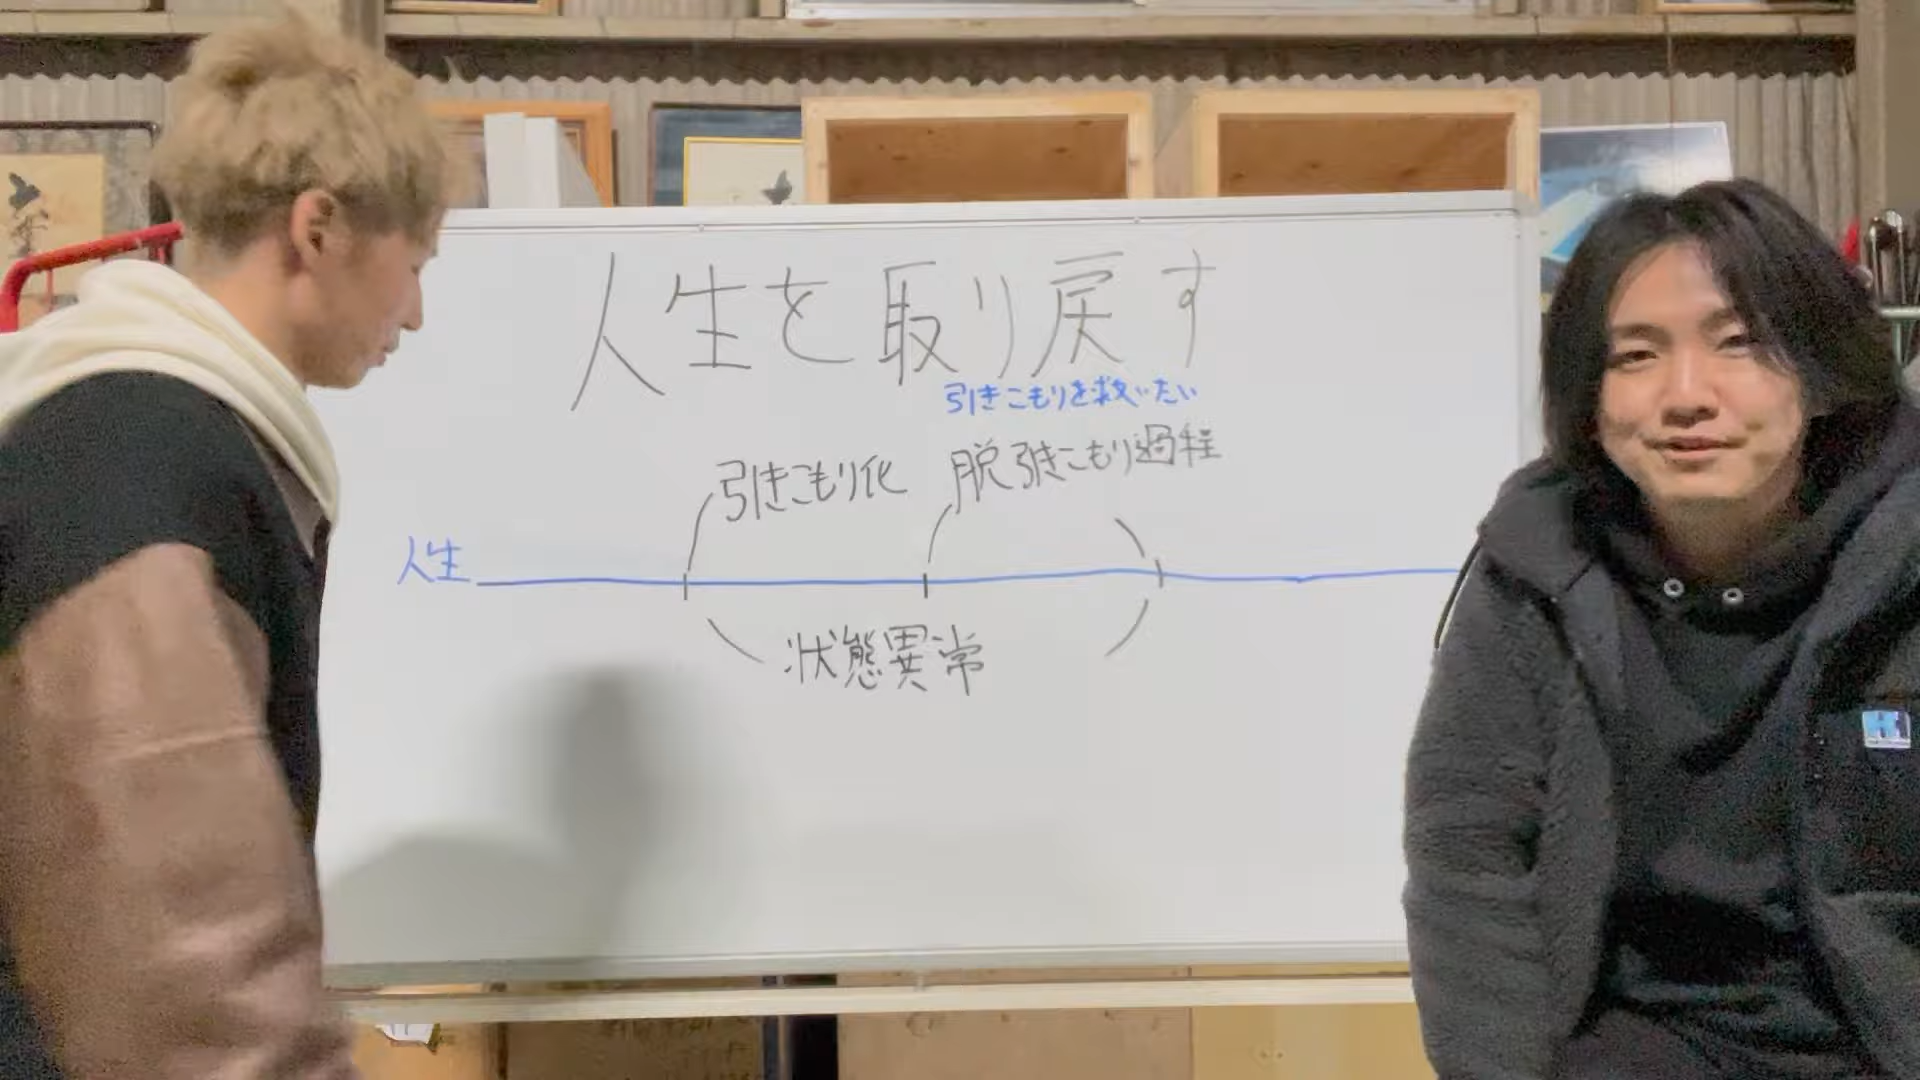 人生を取り戻す
引きこもりを救いたい
引きこもり化
脱引きこもり過程
人生
状態異常